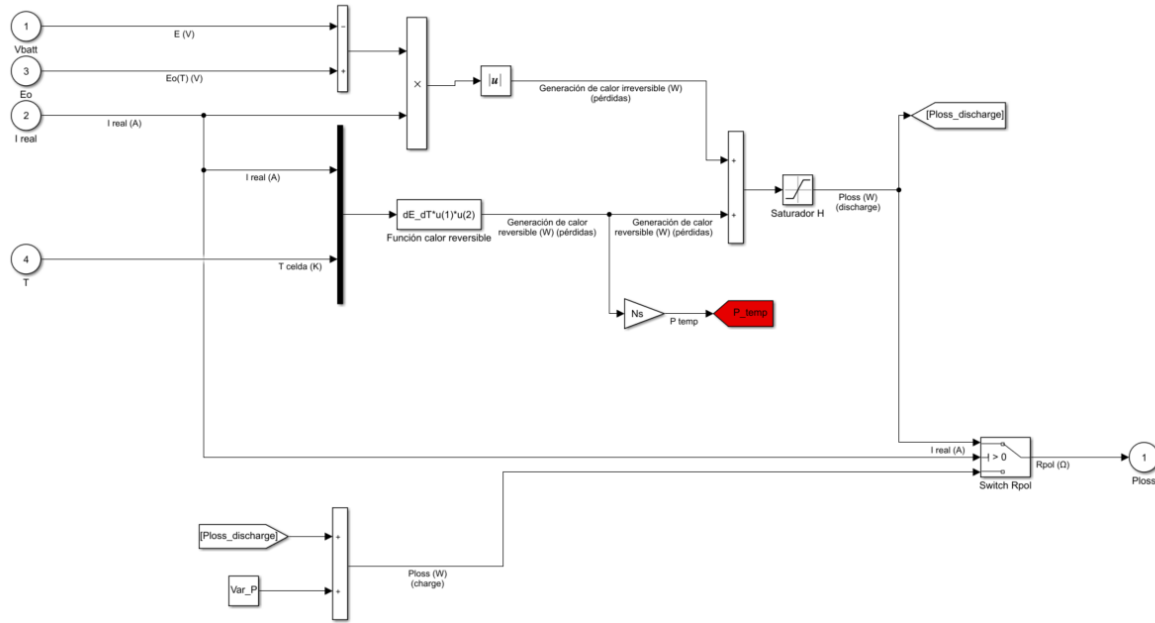 1
Vbatt
E (V)
−
+
3
Eo
Eo(T) (V)
2
I real
I real (A)
×
|u|
Generación de calor irreversible (W)
(pérdidas)
[Ploss_discharge]
I real (A)
dE_dT*u(1)*u(2)
Función calor reversible
Generación de calor
reversible (W) (pérdidas)
Generación de calor
reversible (W) (pérdidas)
+
+
Saturador H
Ploss (W)
(discharge)
4
T
T celda (K)
Ns
P temp
P_temp
I real (A)
> 0
Switch Rpol
Rpol (Ω)
1
Ploss
[Ploss_discharge]
+
Var_P
+
Ploss (W)
(charge)